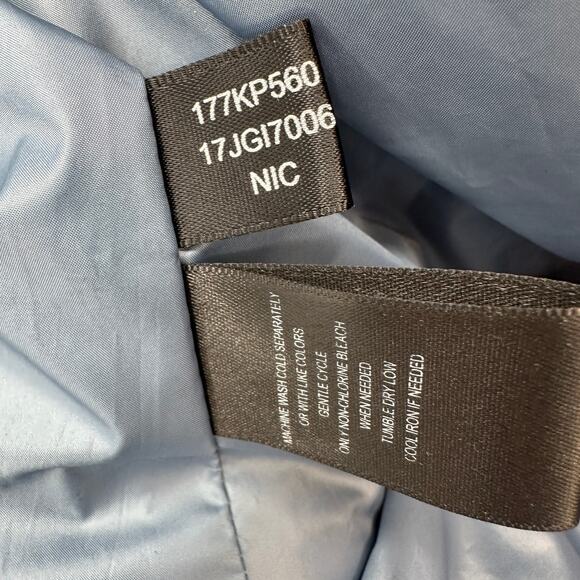 177KP560
17JGI7006
NIC
MACHINE WASH COLD SEPARATELY
OR WITH LIKE COLORS
GENTLE CYCLE
ONLY NON-CHLORINE BLEACH
WHEN NEEDED
TUMBLE DRY LOW
COOL IRON IF NEEDED